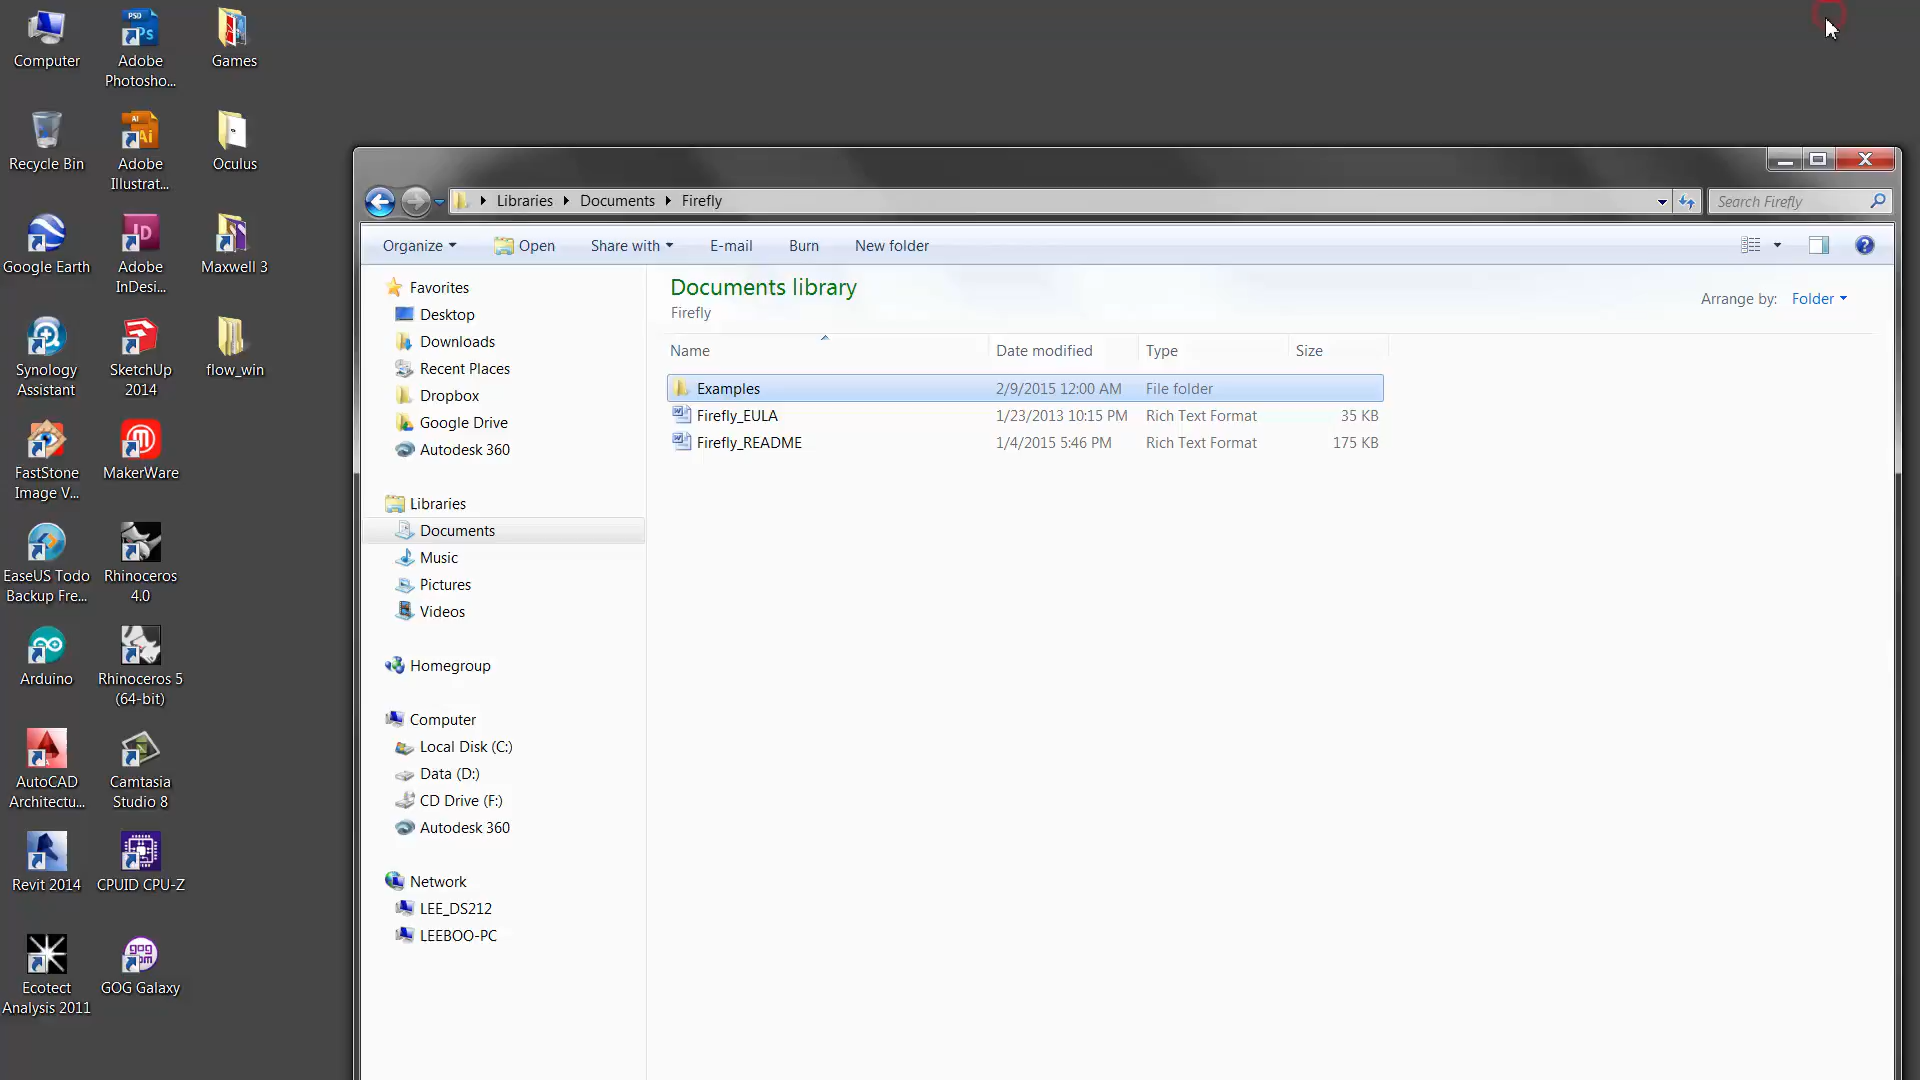 Computer
Adobe
Photosho...
Games
Recycle Bin
Adobe
Illustrat...
Oculus
Google Earth
Adobe
InDesi...
Maxwell 3
Synology
Assistant
SketchUp
2014
flow_win
FastStone
Image V...
MakerWare
EaseUS Todo
Backup Fre...
Rhinoceros
4.0
Arduino
Rhinoceros 5
(64-bit)
AutoCAD
Architectu...
Camtasia
Studio 8
Revit 2014
CPUID CPU-Z
Ecotect
Analysis 2011
GOG Galaxy
PSD
Ps
Ai
Ai
ID
gog
com
Libraries
Documents
Firefly
Search Firefly
Organize
Open
Share with
E-mail
Burn
New folder
Favorites
Desktop
Downloads
Recent Places
Dropbox
Google Drive
Autodesk 360
Libraries
Documents
Music
Pictures
Videos
Homegroup
Computer
Local Disk (C:)
Data (D:)
CD Drive (F:)
Autodesk 360
Network
LEE_DS212
LEEBOO-PC
Documents library
Firefly
Arrange by: Folder
Name Date modified Type Size
Examples 2/9/2015 12:00 AM File folder
Firefly_EULA 1/23/2013 10:15 PM Rich Text Format 35 KB
Firefly_README 1/4/2015 5:46 PM Rich Text Format 175 KB